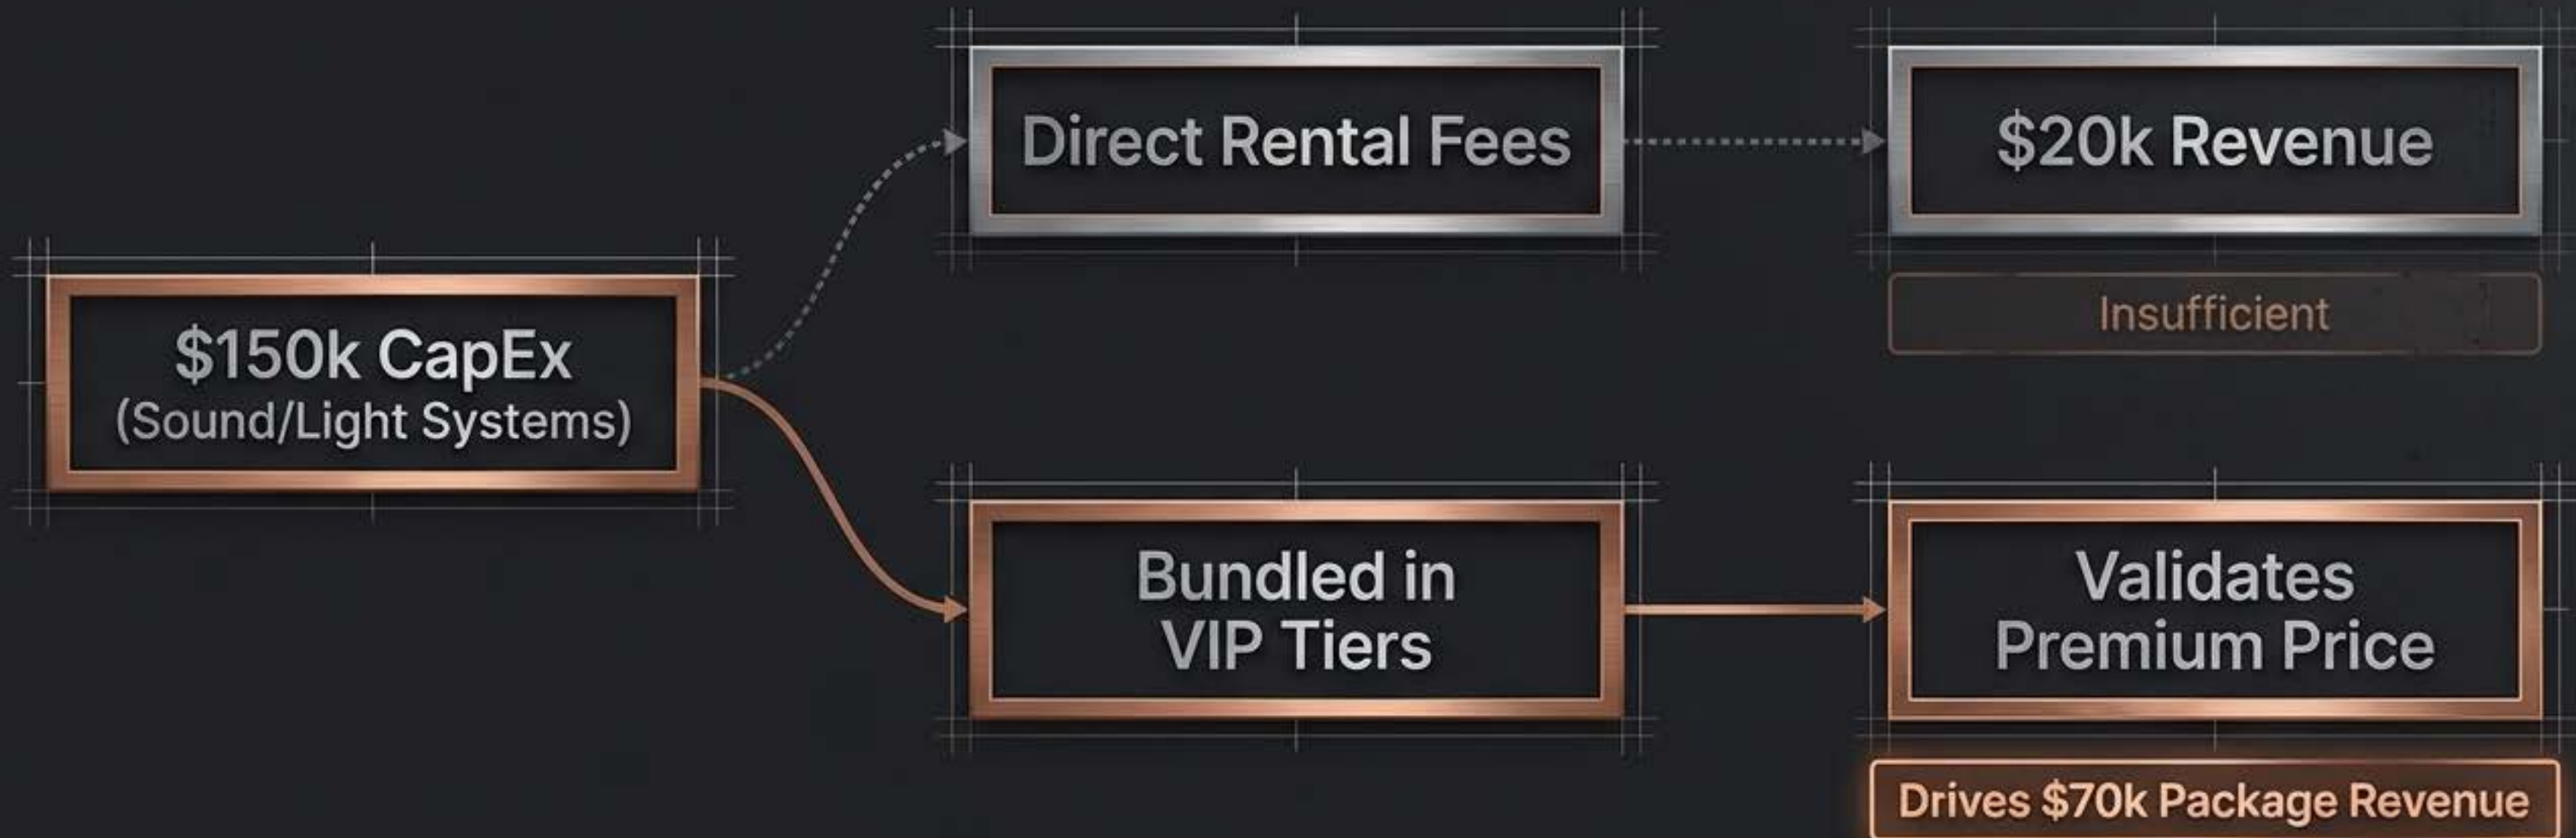 Direct Rental Fees
$20k Revenue
Insufficient
$150k CapEx
(Sound/Light Systems)
Bundled in
VIP Tiers
Validates
Premium Price
Drives $70k Package Revenue